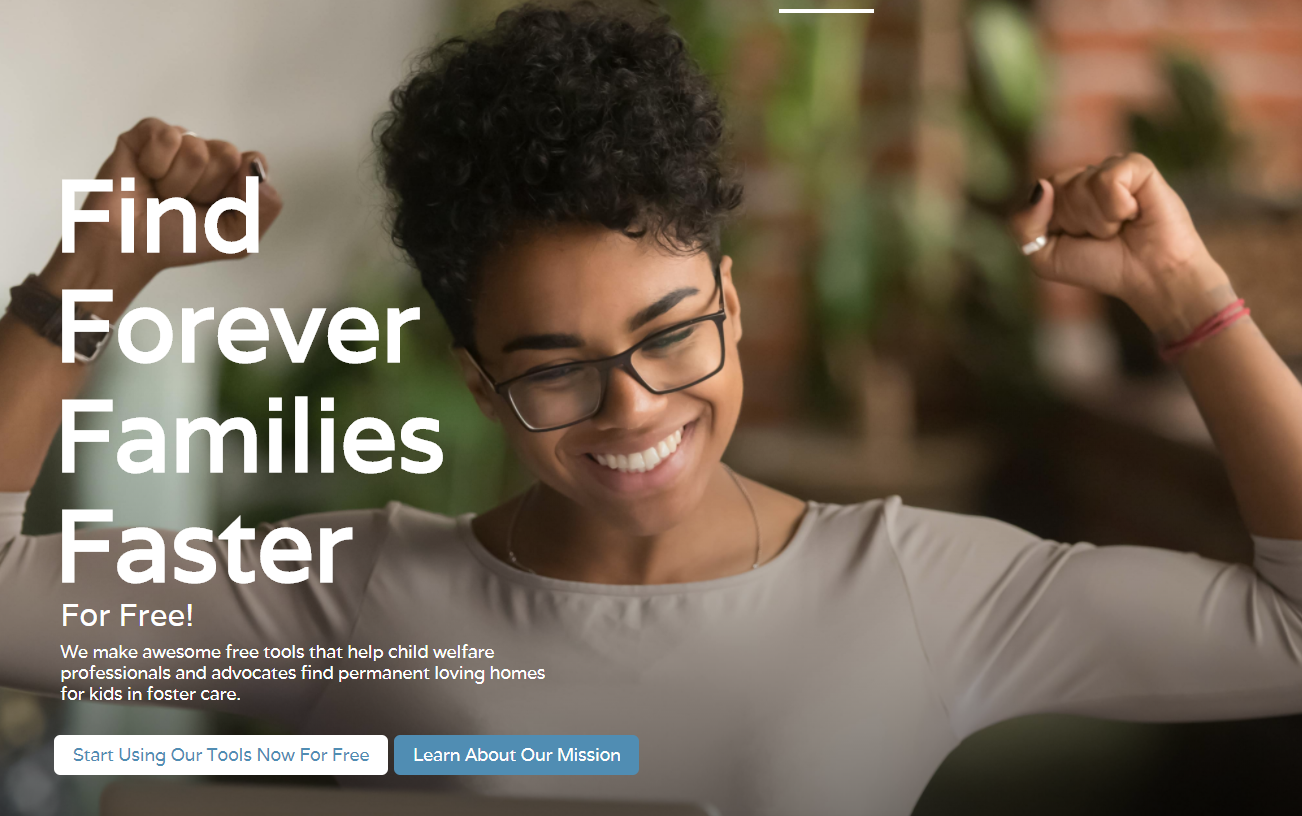 Find
Forever
Families
Faster
For Free!
We make awesome free tools that help child welfare
professionals and advocates find permanent loving homes
for kids in foster care.
Start Using Our Tools Now For Free
Learn About Our Mission